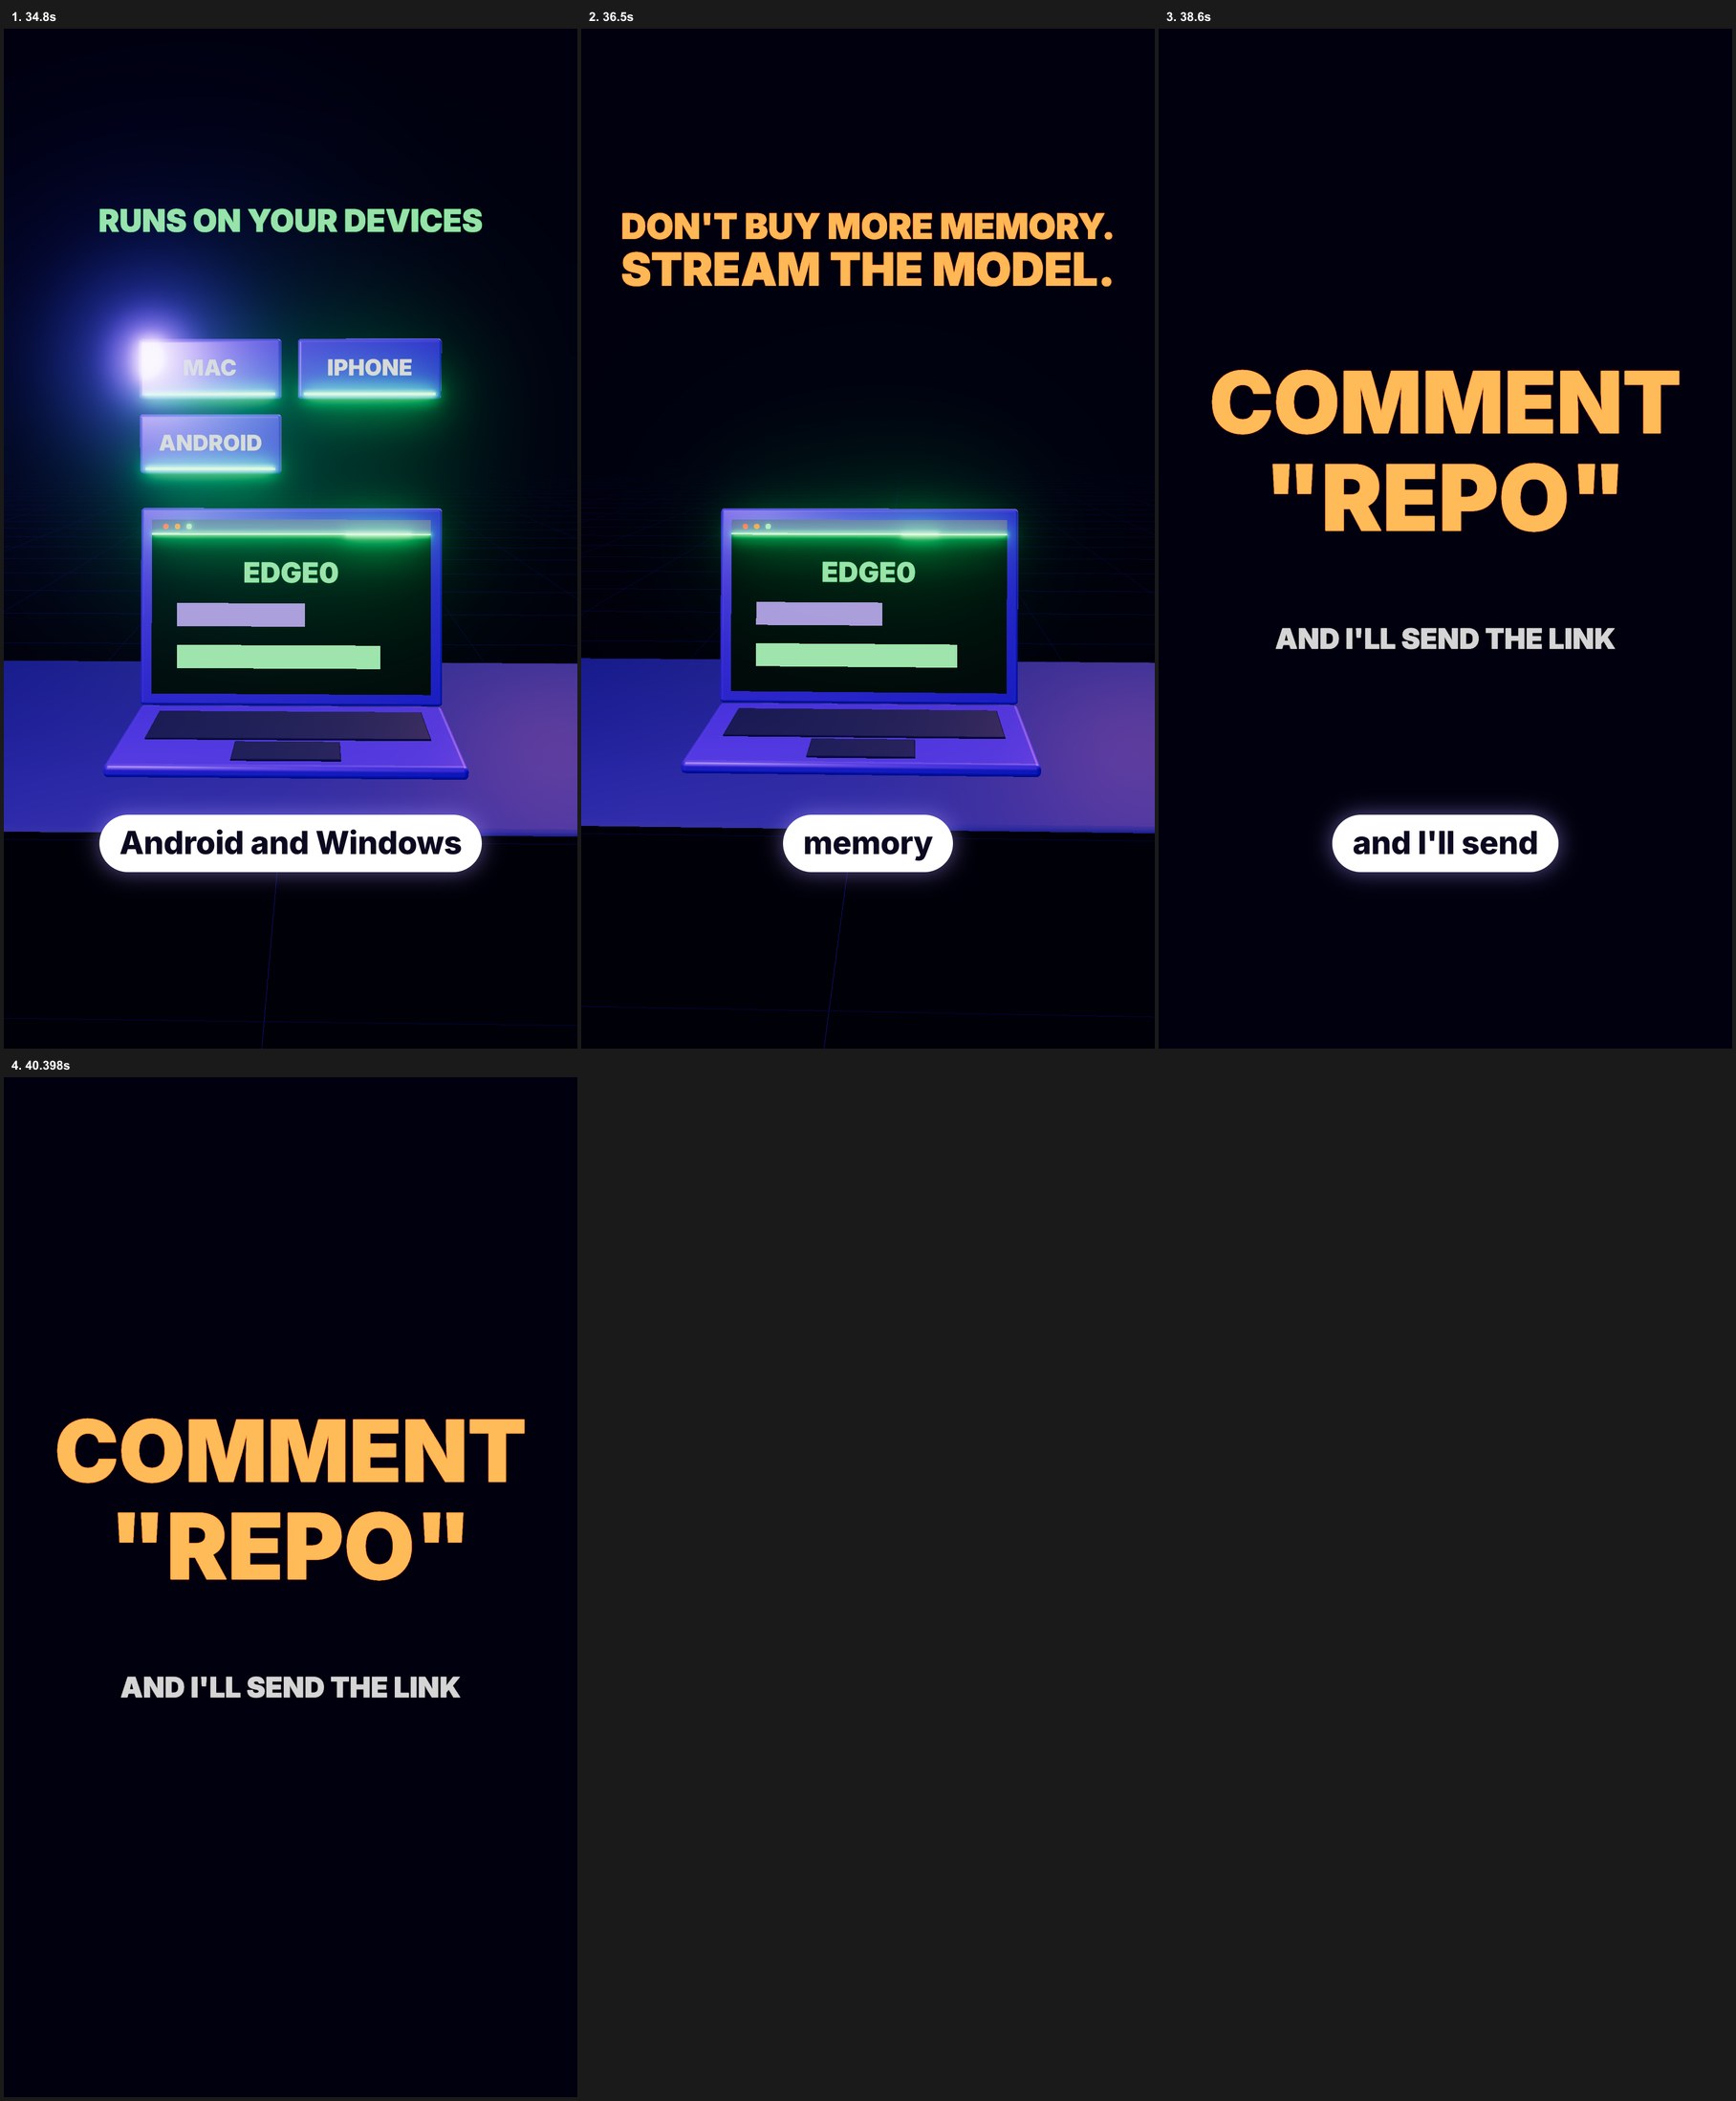 1. 34.8s
RUNS ON YOUR DEVICES
MAC
IPHONE
ANDROID
EDGE0
Android and Windows
2. 36.5s
DON'T BUY MORE MEMORY.
STREAM THE MODEL.
EDGE0
memory
3. 38.6s
COMMENT
"REPO"
AND I'LL SEND THE LINK
and I'll send
4. 40.398s
COMMENT
"REPO"
AND I'LL SEND THE LINK